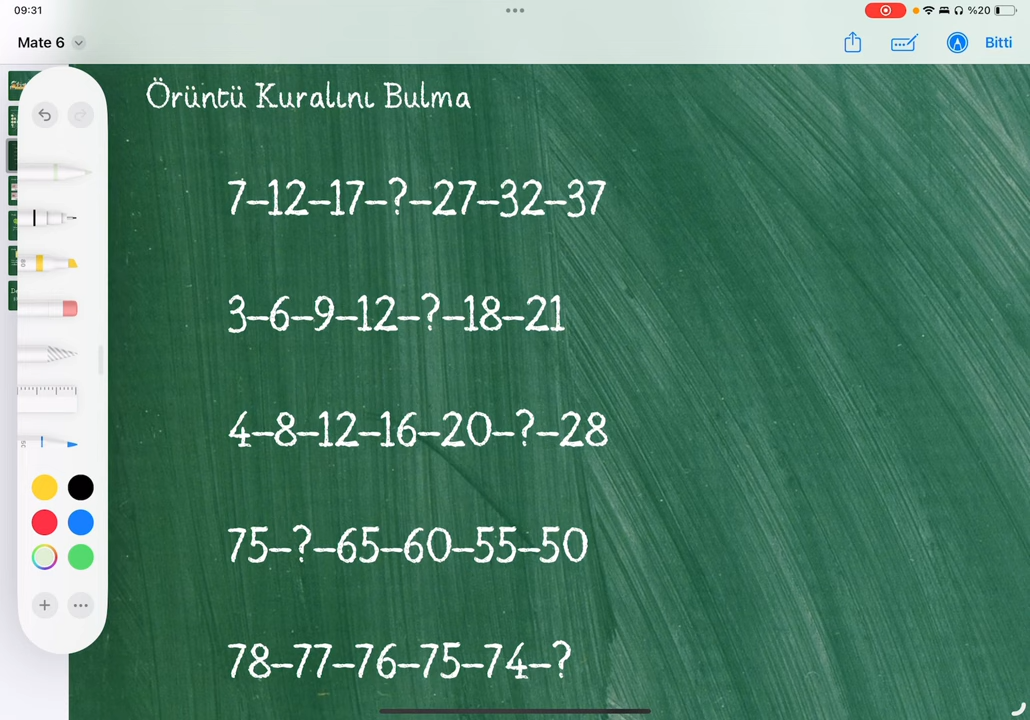 09:31
%20
Mate 6
Bitti
Örüntü Kuralını Bulma
7-12-17-?-27-32-37
3-6-9-12-?-18-21
4-8-12-16-20-?-28
75-?-65-60-55-50
78-77-76-75-74-?